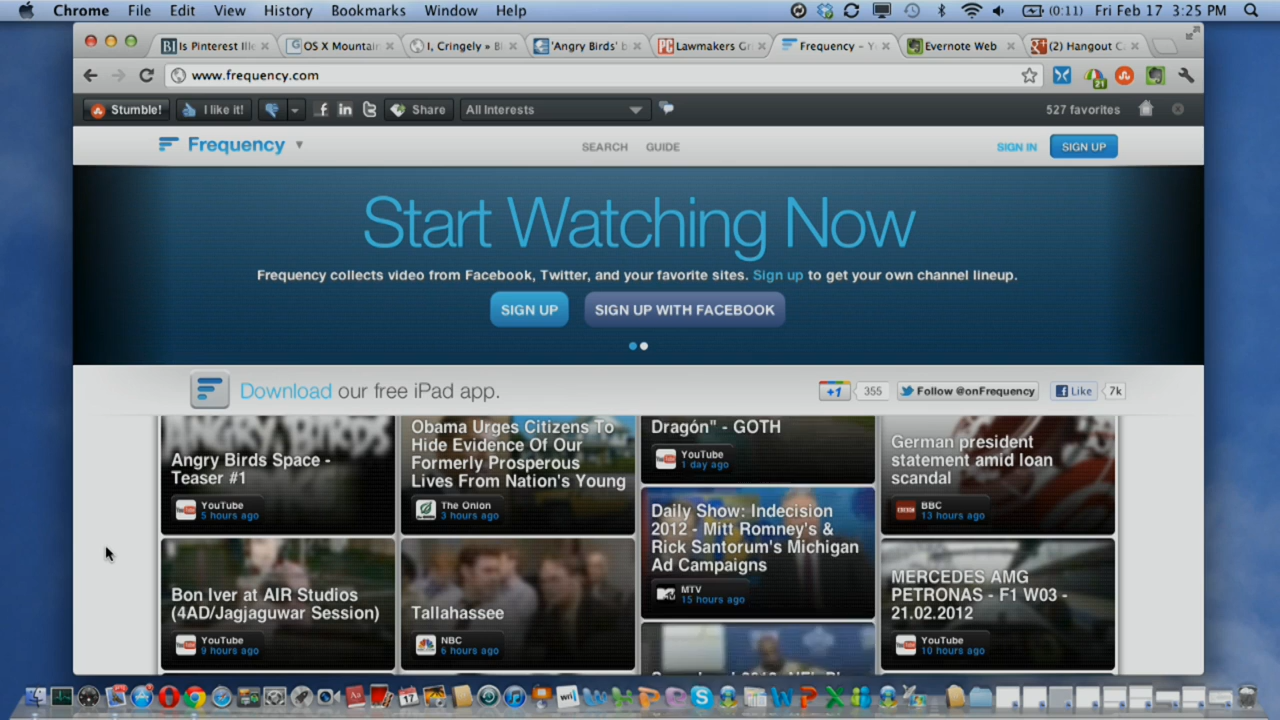 Chrome File Edit View History Bookmarks Window Help (0:11) Fri Feb 17 3:25 PM
Is Pinterest Ille OS X Mountain I, Cringely » Bl 'Angry Birds' b Lawmakers Gr Frequency – Yo Evernote Web (2) Hangout C
www.frequency.com 21
Stumble! I like it! Share All Interests 527 favorites
Frequency SEARCH GUIDE SIGN IN SIGN UP
Start Watching Now
Frequency collects video from Facebook, Twitter, and your favorite sites. Sign up to get your own channel lineup.
SIGN UP SIGN UP WITH FACEBOOK
Download our free iPad app. +1 355 Follow @onFrequency Like 7k
ANGRY BIRDS
Angry Birds Space -
Teaser #1
YouTube
5 hours ago
Obama Urges Citizens To
Hide Evidence Of Our
Formerly Prosperous
Lives From Nation's Young
The Onion
3 hours ago
Dragón" - GOTH
YouTube
1 day ago
German president
statement amid loan
scandal
BBC
13 hours ago
Daily Show: Indecision
2012 - Mitt Romney's &
Rick Santorum's Michigan
Ad Campaigns
MTV
15 hours ago
Bon Iver at AIR Studios
(4AD/Jagjaguwar Session)
YouTube
9 hours ago
Tallahassee
NBC
6 hours ago
MERCEDES AMG
PETRONAS - F1 W03 -
21.02.2012
YouTube
10 hours ago